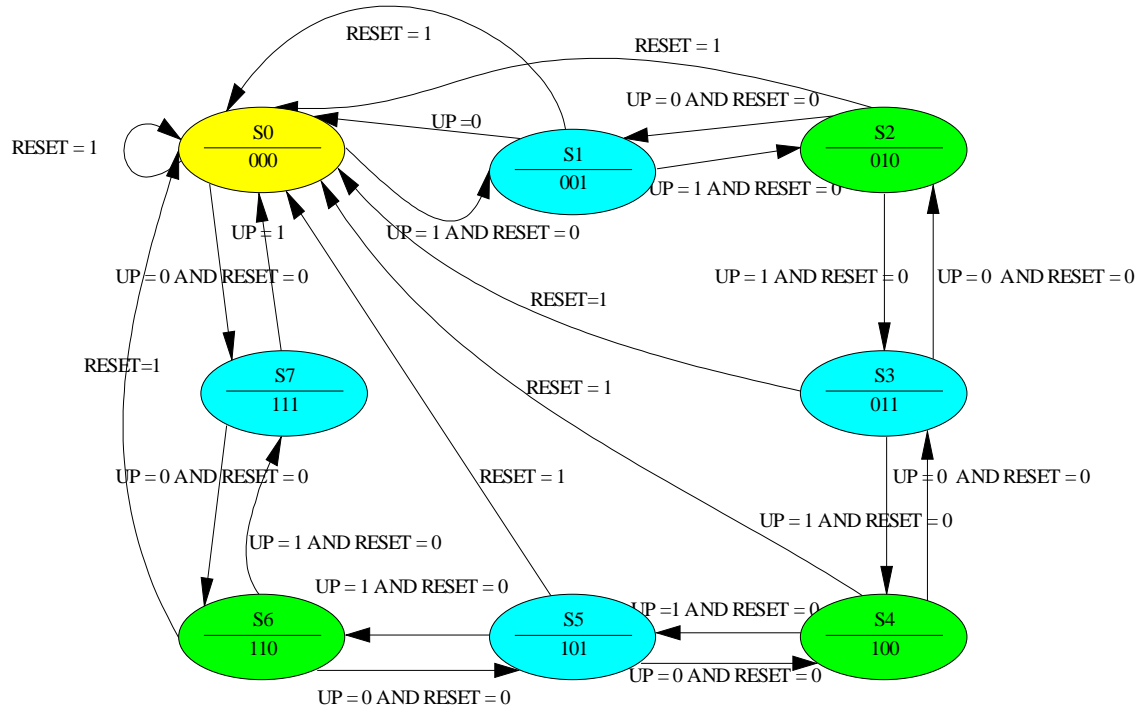 RESET = 1
RESET = 1
UP = 0 AND RESET = 0
UP =0
S0
000
S2
010
RESET = 1
S1
001
UP = 1 AND RESET = 0
UP = 1
UP = 1 AND RESET = 0
UP = 0 AND RESET = 0
UP = 1 AND RESET = 0
UP = 0 AND RESET = 0
RESET=1
RESET=1
S7
111
S3
011
RESET = 1
UP = 0 AND RESET = 0
RESET = 1
UP = 0 AND RESET = 0
UP = 1 AND RESET = 0
UP = 1 AND RESET = 0
UP = 1 AND RESET = 0
UP =1 AND RESET = 0
S6
110
S5
101
S4
100
UP = 0 AND RESET = 0
UP = 0 AND RESET = 0